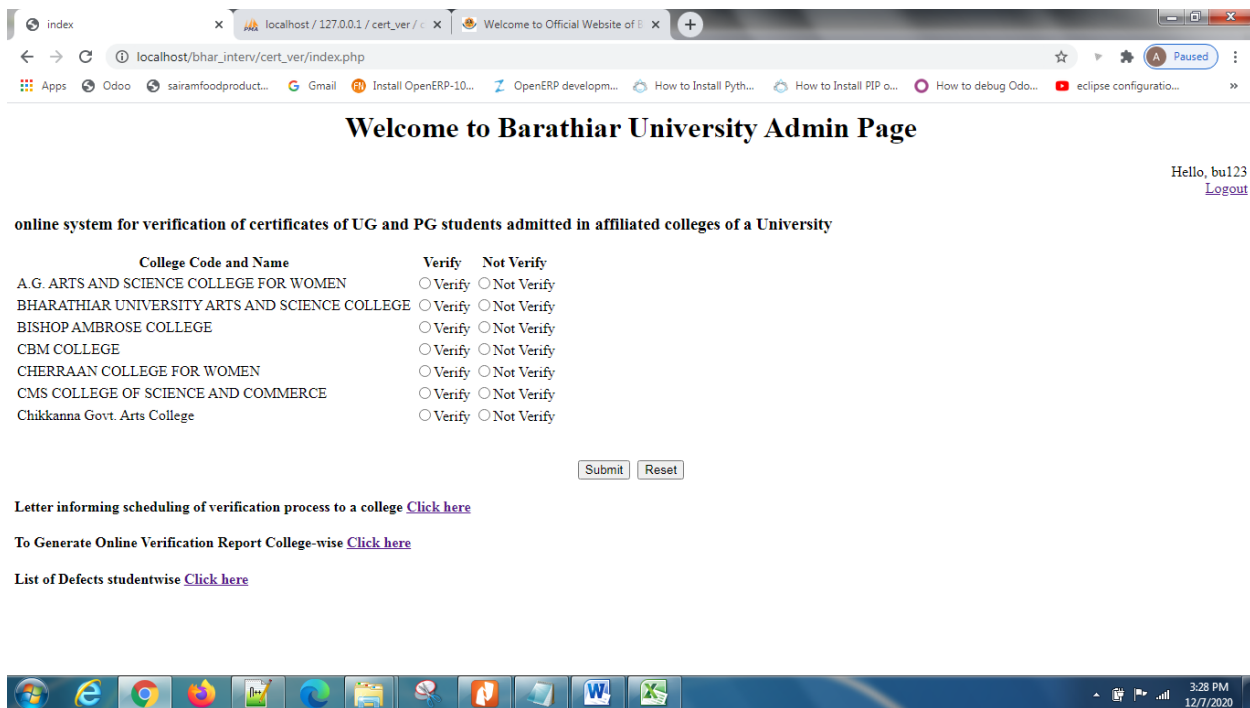 index
localhost / 127.0.0.1 / cert_ver / c
Welcome to Official Website of B
localhost/bhar_interv/cert_ver/index.php
A Paused
Apps Odoo sairamfoodproduct... Gmail Install OpenERP-10... OpenERP developm... How to Install Pyth... How to Install PIP o... How to debug Odo... eclipse configuratio... »
Welcome to Barathiar University Admin Page
Hello, bu123
Logout
online system for verification of certificates of UG and PG students admitted in affiliated colleges of a University
College Code and Name Verify Not Verify
A.G. ARTS AND SCIENCE COLLEGE FOR WOMEN Verify Not Verify
BHARATHIAR UNIVERSITY ARTS AND SCIENCE COLLEGE Verify Not Verify
BISHOP AMBROSE COLLEGE Verify Not Verify
CBM COLLEGE Verify Not Verify
CHERRAAN COLLEGE FOR WOMEN Verify Not Verify
CMS COLLEGE OF SCIENCE AND COMMERCE Verify Not Verify
Chikkanna Govt. Arts College Verify Not Verify
Submit Reset
Letter informing scheduling of verification process to a college Click here
To Generate Online Verification Report College-wise Click here
List of Defects studentwise Click here
3:28 PM
12/7/2020